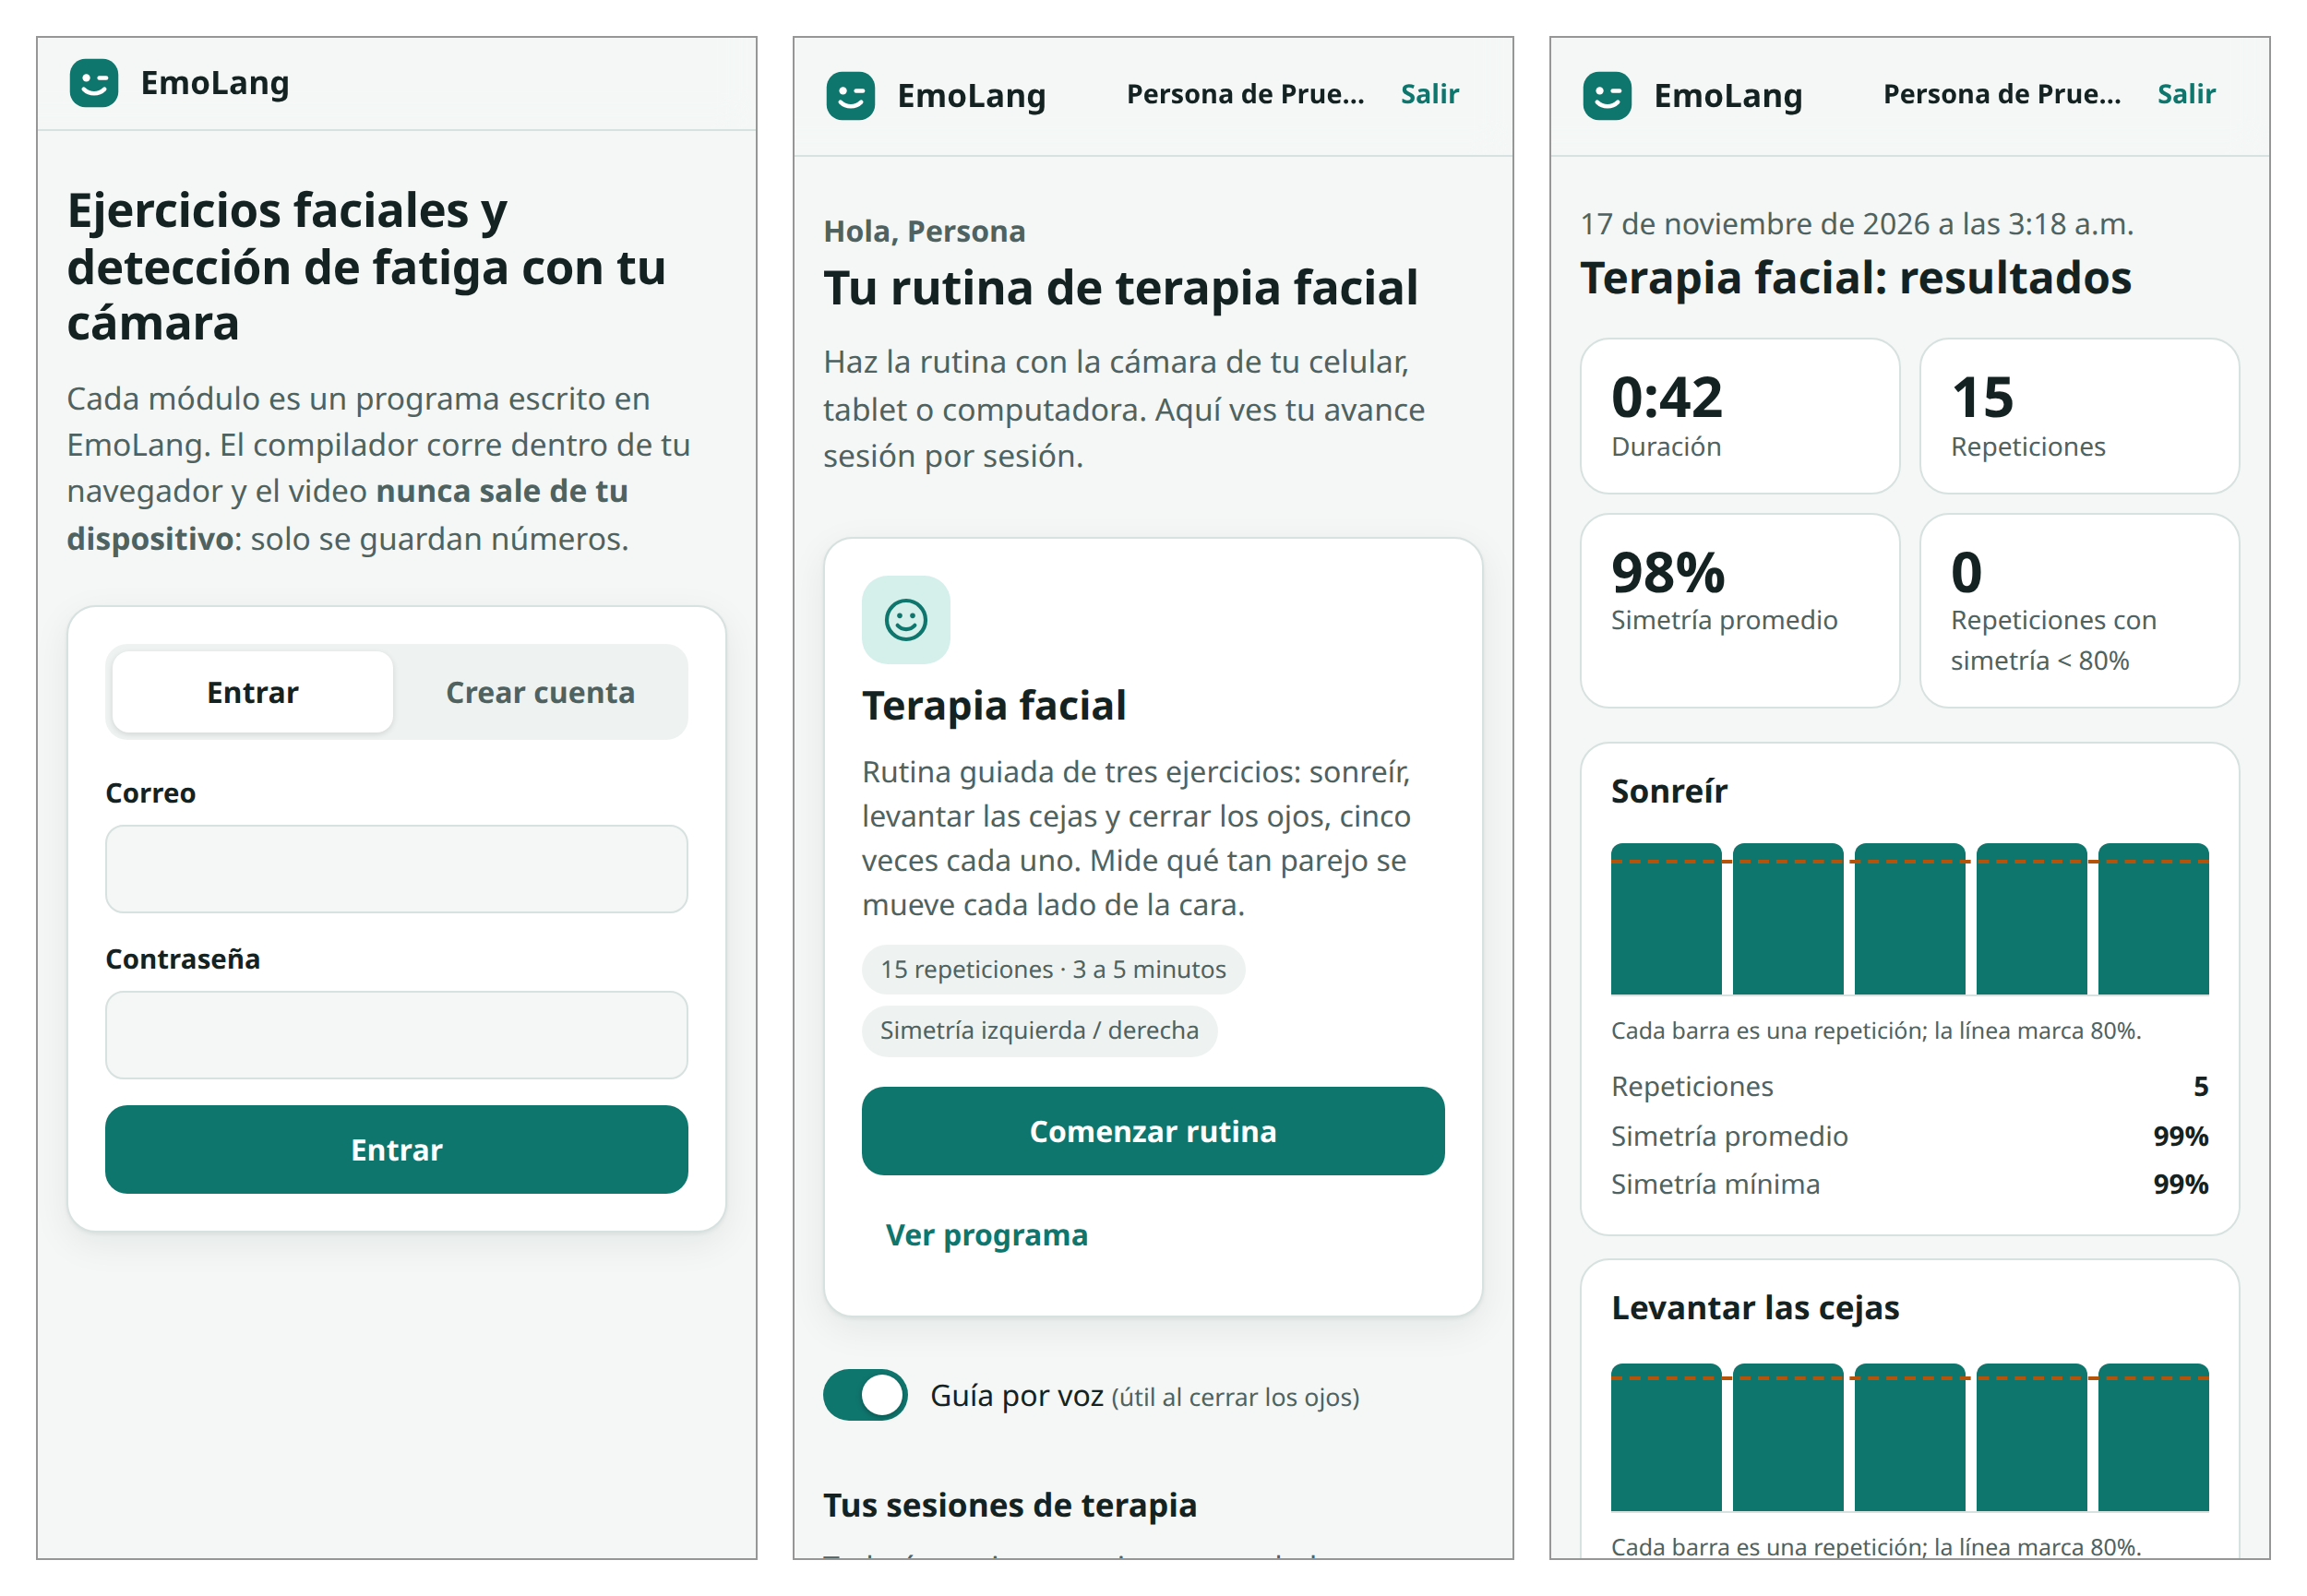 EmoLang
Ejercicios faciales y
detección de fatiga con tu
cámara
Cada módulo es un programa escrito en
EmoLang. El compilador corre dentro de tu
navegador y el video nunca sale de tu
dispositivo: solo se guardan números.
Entrar
Crear cuenta
Correo
Contraseña
Entrar
EmoLang
Persona de Prue...
Salir
Hola, Persona
Tu rutina de terapia facial
Haz la rutina con la cámara de tu celular,
tablet o computadora. Aquí ves tu avance
sesión por sesión.
Terapia facial
Rutina guiada de tres ejercicios: sonreír,
levantar las cejas y cerrar los ojos, cinco
veces cada uno. Mide qué tan parejo se
mueve cada lado de la cara.
15 repeticiones · 3 a 5 minutos
Simetría izquierda / derecha
Comenzar rutina
Ver programa
Guía por voz (útil al cerrar los ojos)
Tus sesiones de terapia
EmoLang
Persona de Prue...
Salir
17 de noviembre de 2026 a las 3:18 a.m.
Terapia facial: resultados
0:42
Duración
15
Repeticiones
98%
Simetría promedio
0
Repeticiones con
simetría < 80%
Sonreír
Cada barra es una repetición; la línea marca 80%.
Repeticiones 5
Simetría promedio 99%
Simetría mínima 99%
Levantar las cejas
Cada barra es una repetición; la línea marca 80%.